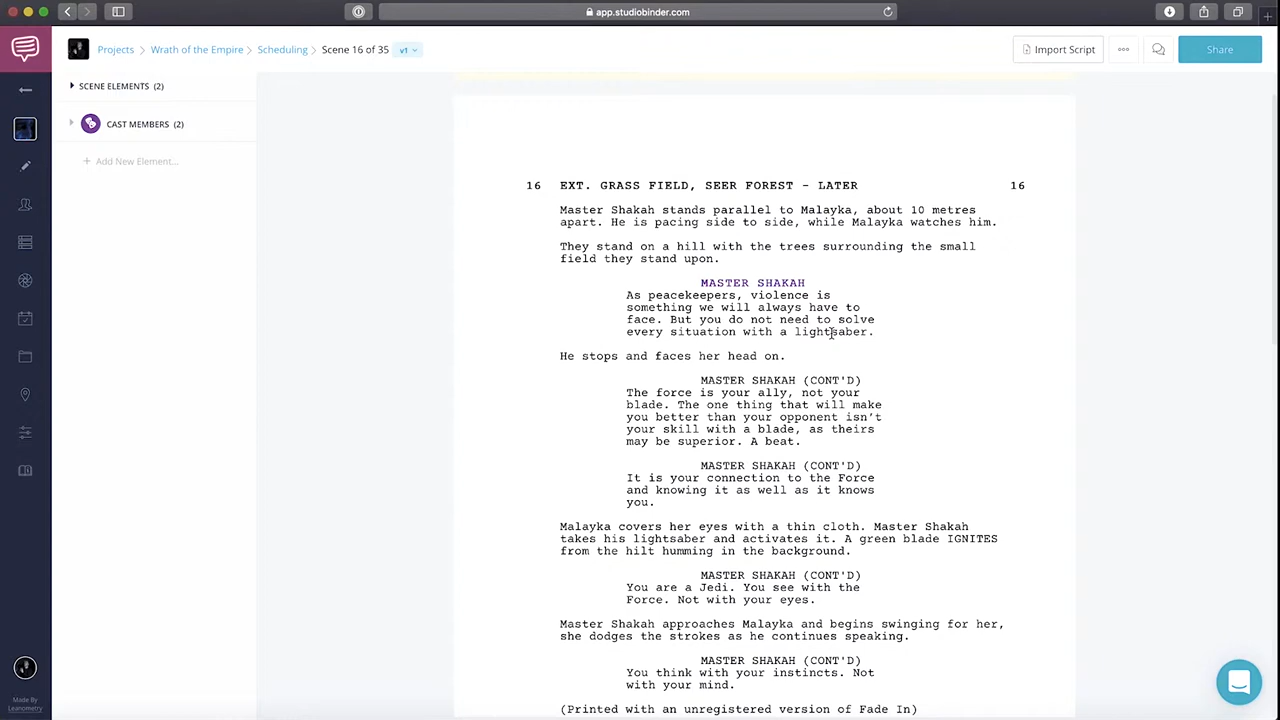 app.studiobinder.com
Projects > Wrath of the Empire > Scheduling > Scene 16 of 35 v1
Import Script
Share
SCENE ELEMENTS (2)
CAST MEMBERS (2)
+ Add New Element...
16 EXT. GRASS FIELD, SEER FOREST - LATER 16
Master Shakah stands parallel to Malayka, about 10 metres
apart. He is pacing side to side, while Malayka watches him.
They stand on a hill with the trees surrounding the small
field they stand upon.
MASTER SHAKAH
As peacekeepers, violence is
something we will always have to
face. But you do not need to solve
every situation with a lightsaber.
He stops and faces her head on.
MASTER SHAKAH (CONT'D)
The force is your ally, not your
blade. The one thing that will make
you better than your opponent isn't
your skill with a blade, as theirs
may be superior. A beat.
MASTER SHAKAH (CONT'D)
It is your connection to the Force
and knowing it as well as it knows
you.
Malayka covers her eyes with a thin cloth. Master Shakah
takes his lightsaber and activates it. A green blade IGNITES
from the hilt humming in the background.
MASTER SHAKAH (CONT'D)
You are a Jedi. You see with the
Force. Not with your eyes.
Master Shakah approaches Malayka and begins swinging for her,
she dodges the strokes as he continues speaking.
MASTER SHAKAH (CONT'D)
You think with your instincts. Not
with your mind.
(Printed with an unregistered version of Fade In)
Made By
Leanometry